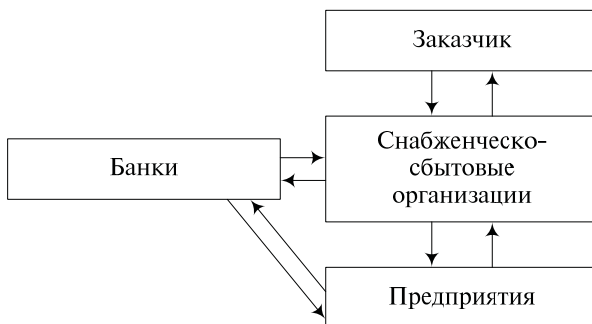 Заказчик
Снабженческо-
сбытовые
организации
Банки
Предприятия